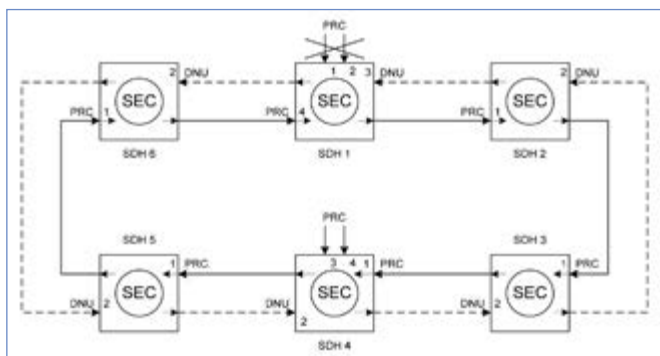 PRC
2 DNU 1 2 3 DNU 2 DNU
SEC SEC SEC
PRC 1 PRC 4 PRC 1
SDH 6 SDH 1 SDH 2
PRC
SDH 5 SDH 3
1 PRC 3 4 1 PRC 1 PRC
SEC SEC SEC
DNU 2 DNU 2 DNU 2
SDH 4